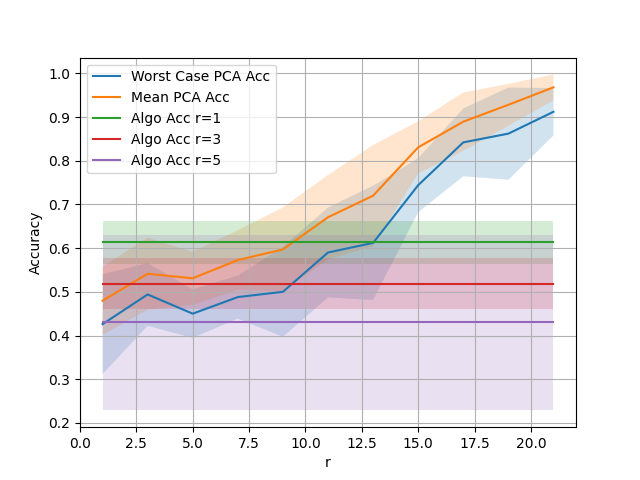 Worst Case PCA Acc
Mean PCA Acc
Algo Acc r=1
Algo Acc r=3
Algo Acc r=5
1.0
0.9
0.8
0.7
0.6
0.5
0.4
0.3
0.2
Accuracy
0.0 2.5 5.0 7.5 10.0 12.5 15.0 17.5 20.0
r